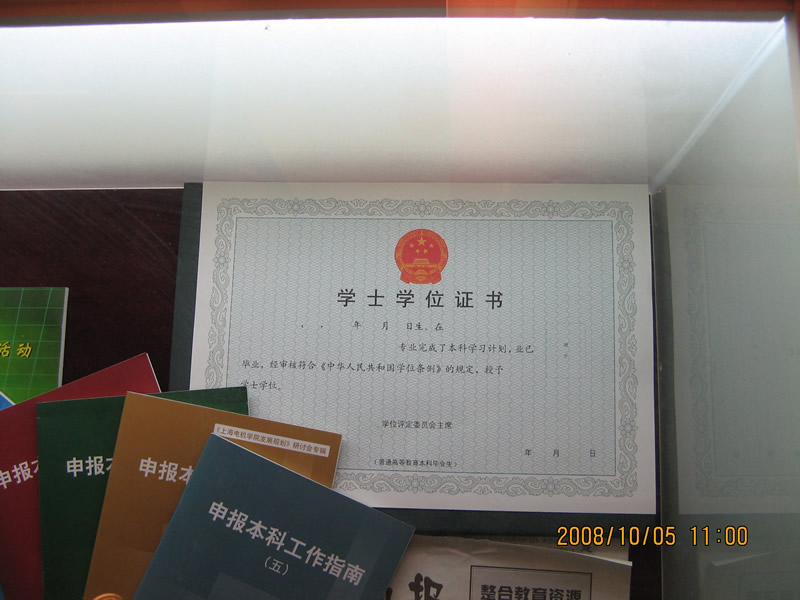 学士学位证书
, , 年 月 日生。在
专业完成了本科学习计划,业已
毕业,经审核符合《中华人民共和国学位条例》的规定,授予
学士学位。
学位评定委员会主席
年 月 日
(普通高等教育本科毕业生)
活动
申报本
申报本
申报本
《上海电机学院发展规划》研讨会专辑
申报本科工作指南
(五)
报
整合教育资源
2008/10/05 11:00